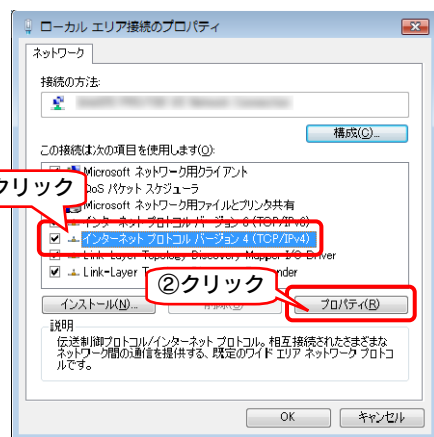 ローカル エリア接続のプロパティ
ネットワーク
接続の方法:
構成(C)...
この接続は次の項目を使用します(O):
Microsoft ネットワーク用クライアント
QoS パケット スケジューラ
Microsoft ネットワーク用ファイルとプリンタ共有
クリック
インターネット プロトコル バージョン 6 (TCP/IPv6)
インターネット プロトコル バージョン 4 (TCP/IPv4)
Link-Layer Topology Discovery Mapper I/O Driver
Link-Layer
②クリック
インストール(N)...
プロパティ(R)
説明
伝送制御プロトコル/インターネット プロトコル。相互接続されたさまざまな
ネットワーク間の通信を提供する、既定のワイド エリア ネットワーク プロトコ
ルです。
OK
キャンセル